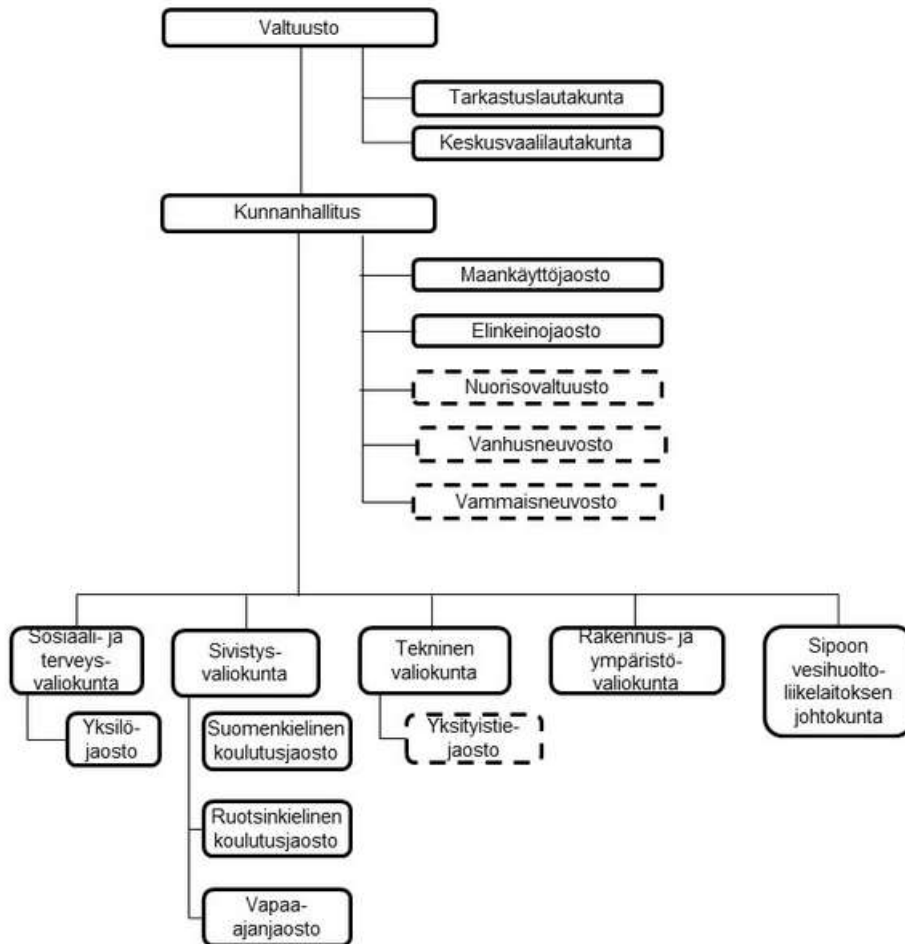 Valtuusto
Tarkastuslautakunta
Keskusvaalilautakunta
Kunnanhallitus
Maankäyttöjaosto
Elinkeinojaosto
Nuorisovaltuusto
Vanhusneuvosto
Vammaisneuvosto
Sosiaali- ja
terveys-
valiokunta
Yksilö-
jaosto
Sivistys-
valiokunta
Suomenkielinen
koulutusjaosto
Ruotsinkielinen
koulutusjaosto
Vapaa-
ajanjaosto
Tekninen
valiokunta
Yksityistie-
jaosto
Rakennus- ja
ympäristö-
valiokunta
Sipoon
vesihuolto-
liikelaitoksen
johtokunta